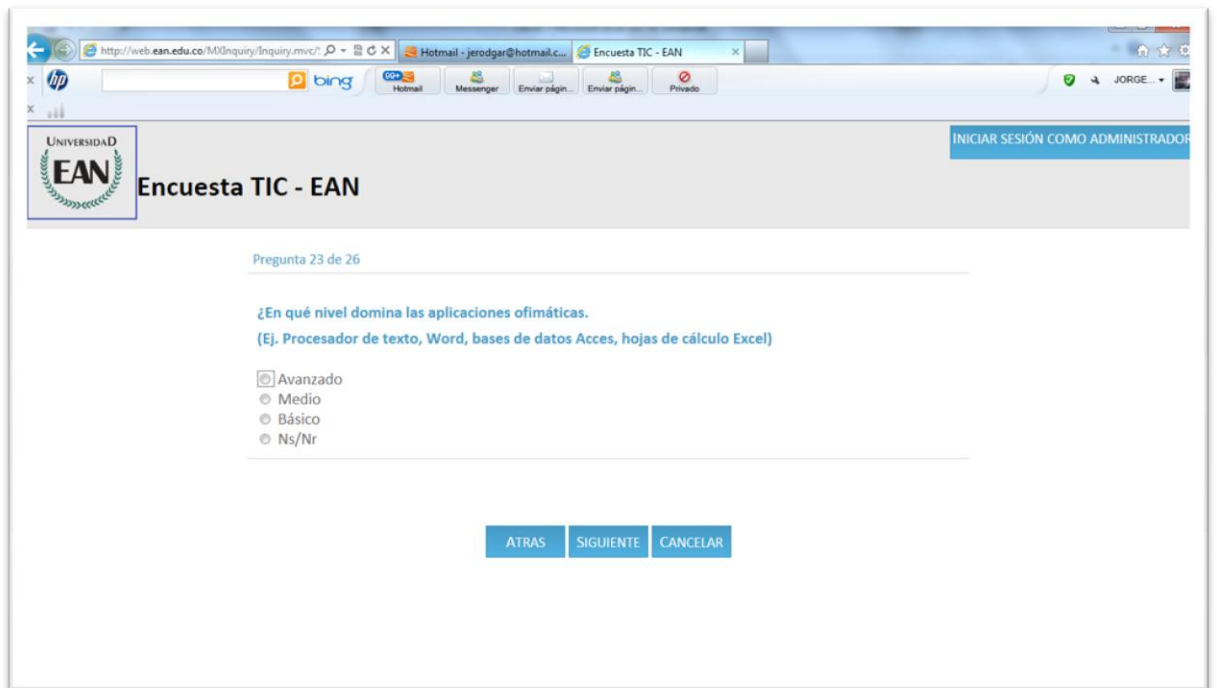 http://web.ean.edu.co/MXInquiry/Inquiry.mvc/
Hotmail - jerodgar@hotmail.c...
Encuesta TIC - EAN
hp
bing
99+
Hotmail
Messenger
Enviar págin...
Enviar págin...
Privado
JORGE...
UNIVERSIDAD
EAN
Encuesta TIC - EAN
INICIAR SESIÓN COMO ADMINISTRADOR
Pregunta 23 de 26
¿En qué nivel domina las aplicaciones ofimáticas.
(Ej. Procesador de texto, Word, bases de datos Acces, hojas de cálculo Excel)
Avanzado
Medio
Básico
Ns/Nr
ATRAS
SIGUIENTE
CANCELAR